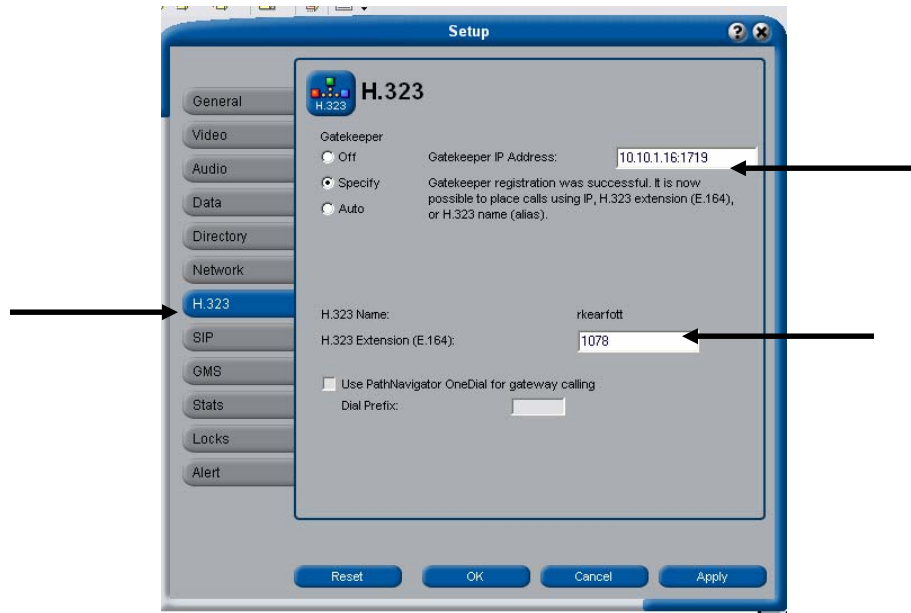 Setup
General
Video
Audio
Data
Directory
Network
H.323
SIP
GMS
Stats
Locks
Alert
H.323
H.323
Gatekeeper
Off
Specify
Auto
Gatekeeper IP Address: 10.10.1.16:1719
Gatekeeper registration was successful. It is now
possible to place calls using IP, H.323 extension (E.164),
or H.323 name (alias).
H.323 Name: rkearfott
H.323 Extension (E.164): 1078
Use PathNavigator OneDial for gateway calling
Dial Prefix:
Reset OK Cancel Apply